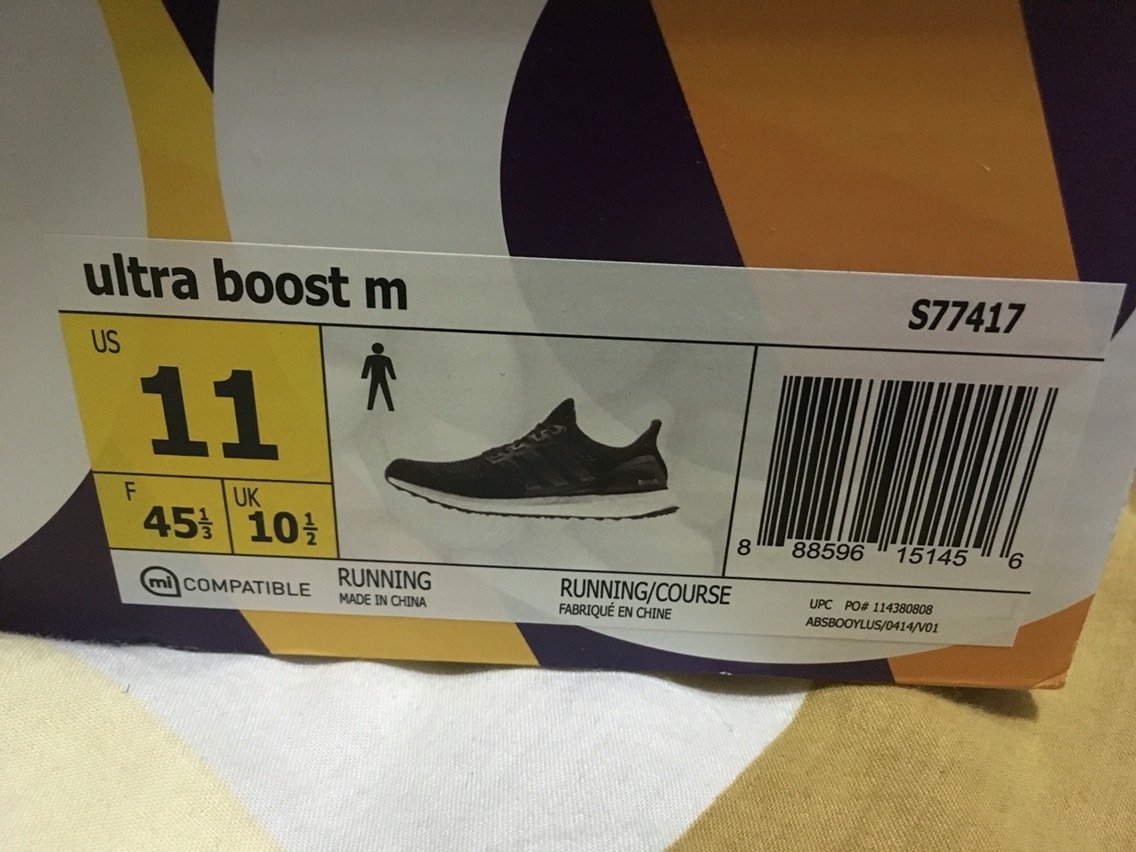 ultra boost m
S77417
US
11
F
45⅓
UK
10½
mi COMPATIBLE
RUNNING
MADE IN CHINA
RUNNING/COURSE
FABRIQUÉ EN CHINE
8 88596 15145 6
UPC PO# 114380808
ABSBOOYLUS/0414/V01